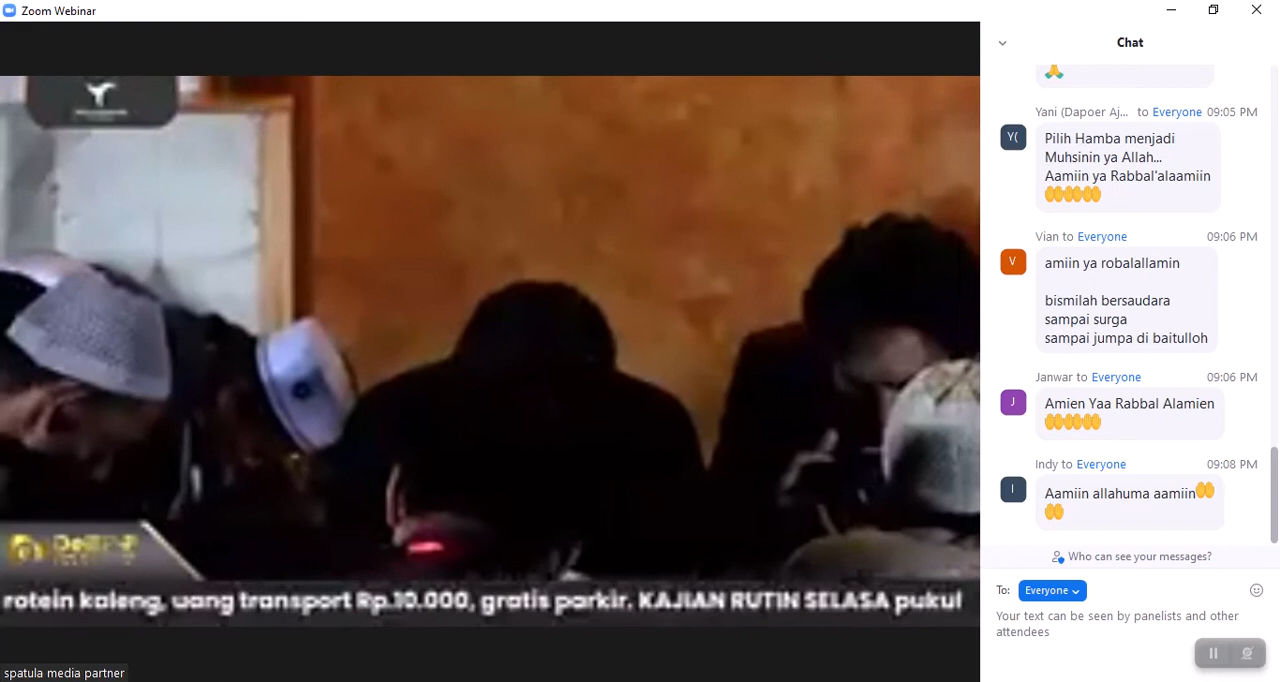 Zoom Webinar
rotein kaleng, uang transport Rp.10.000, gratis parkir. KAJIAN RUTIN SELASA pukul
spatula media partner
Chat
🙏
Yani (Dapoer Aj... to Everyone 09:05 PM
Y(
Pilih Hamba menjadi
Muhsinin ya Allah...
Aamiin ya Rabbal'alaamiin
🤲🤲🤲
Vian to Everyone 09:06 PM
V
amiin ya robalallamin
bismilah bersaudara
sampai surga
sampai jumpa di baitulloh
Janwar to Everyone 09:06 PM
J
Amien Yaa Rabbal Alamien
🤲🤲🤲
Indy to Everyone 09:08 PM
I
Aamiin allahuma aamiin🤲
🤲
Who can see your messages?
To: Everyone
Your text can be seen by panelists and other
attendees